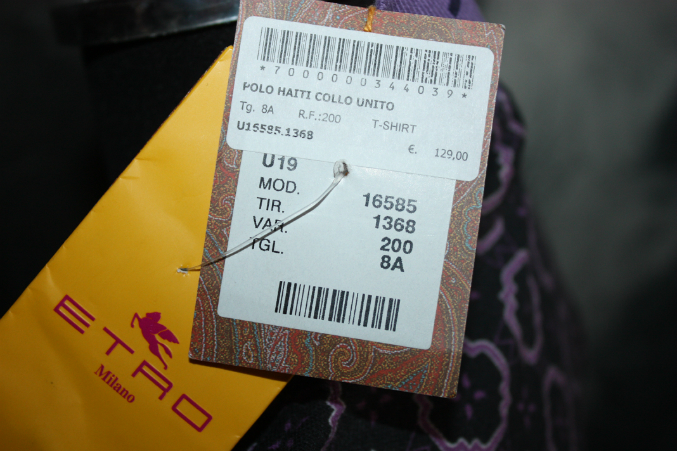 *7000000344039*
POLO HAITI COLLO UNITO
Tg. 8A R.F.:200 T-SHIRT
U16585.1368 €. 129,00
U19
MOD. 16585
TIR. 1368
VAR. 200
TGL. 8A
ETRO
Milano